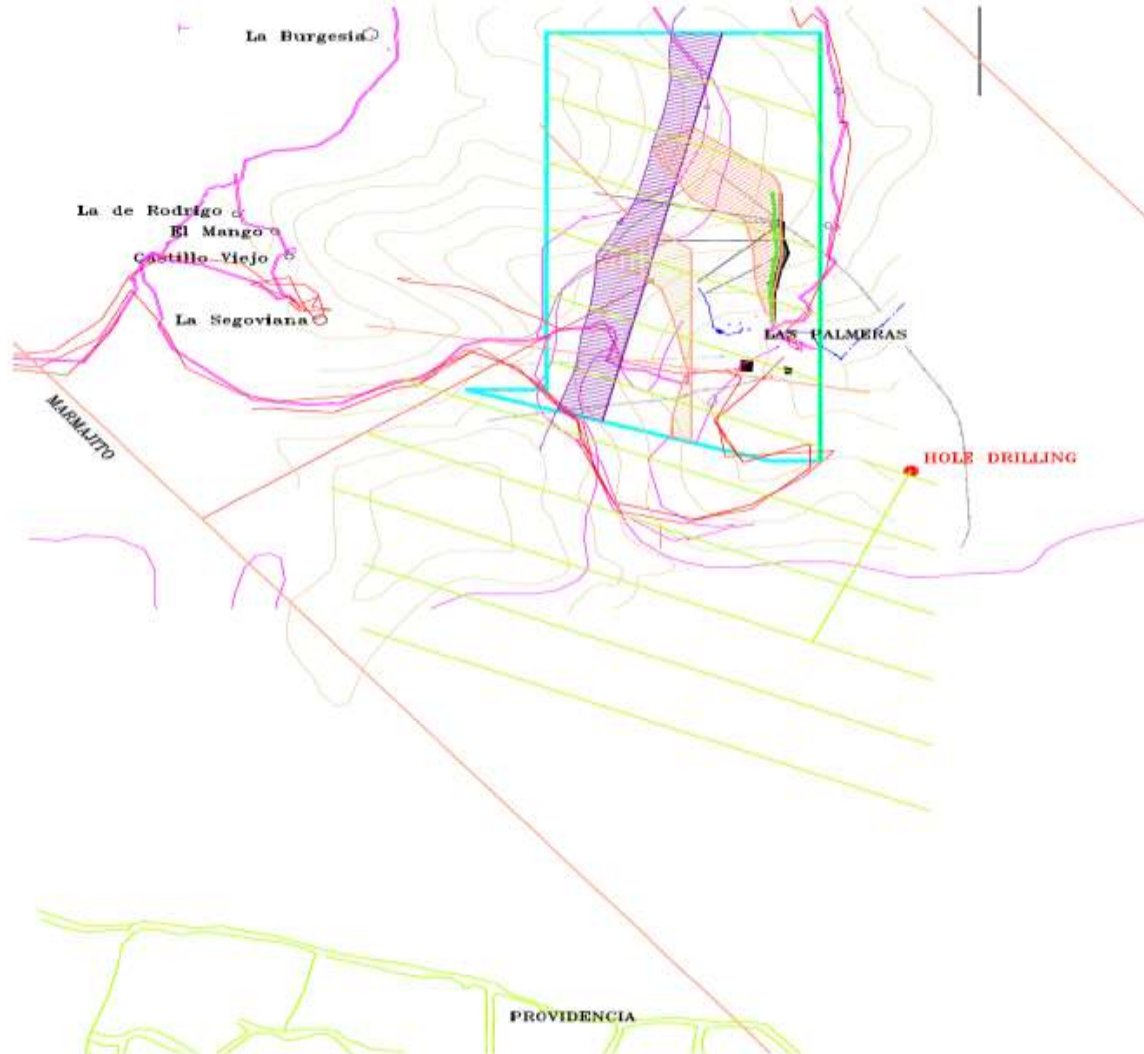 La Burgesia
La de Rodrigo
El Mango
Castillo Viejo
La Segoviana
LAS PALMERAS
MARMAJITO
HOLE DRILLING
PROVIDENCIA